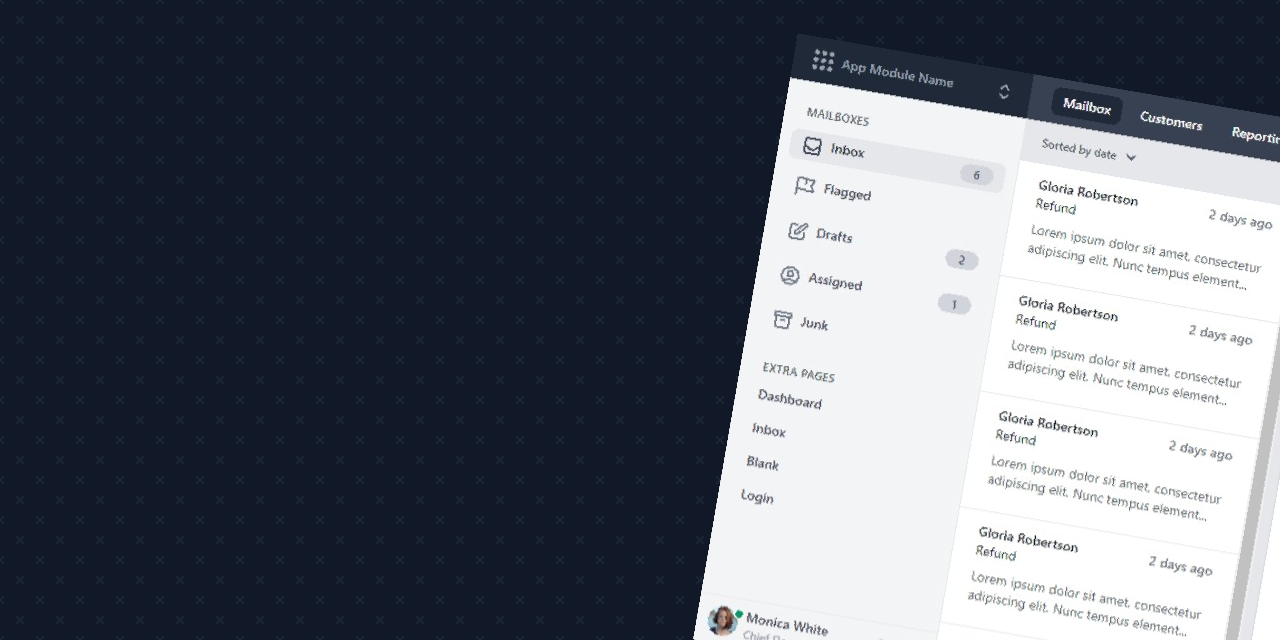 App Module Name
Mailbox Customers
MAILBOXES
Inbox 6
Flagged
Drafts 2
Assigned 1
Junk
EXTRA PAGES
Dashboard
Inbox
Blank
Login
Monica White
Sorted by date
Gloria Robertson 2 days ago
Refund
Lorem ipsum dolor sit amet, consectetur
adipiscing elit. Nunc tempus element...
Gloria Robertson 2 days ago
Refund
Lorem ipsum dolor sit amet, consectetur
adipiscing elit. Nunc tempus element...
Gloria Robertson 2 days ago
Refund
Lorem ipsum dolor sit amet, consectetur
adipiscing elit. Nunc tempus element...
Gloria Robertson 2 days ago
Refund
Lorem ipsum dolor sit amet, consectetur
adipiscing elit. Nunc tempus element...